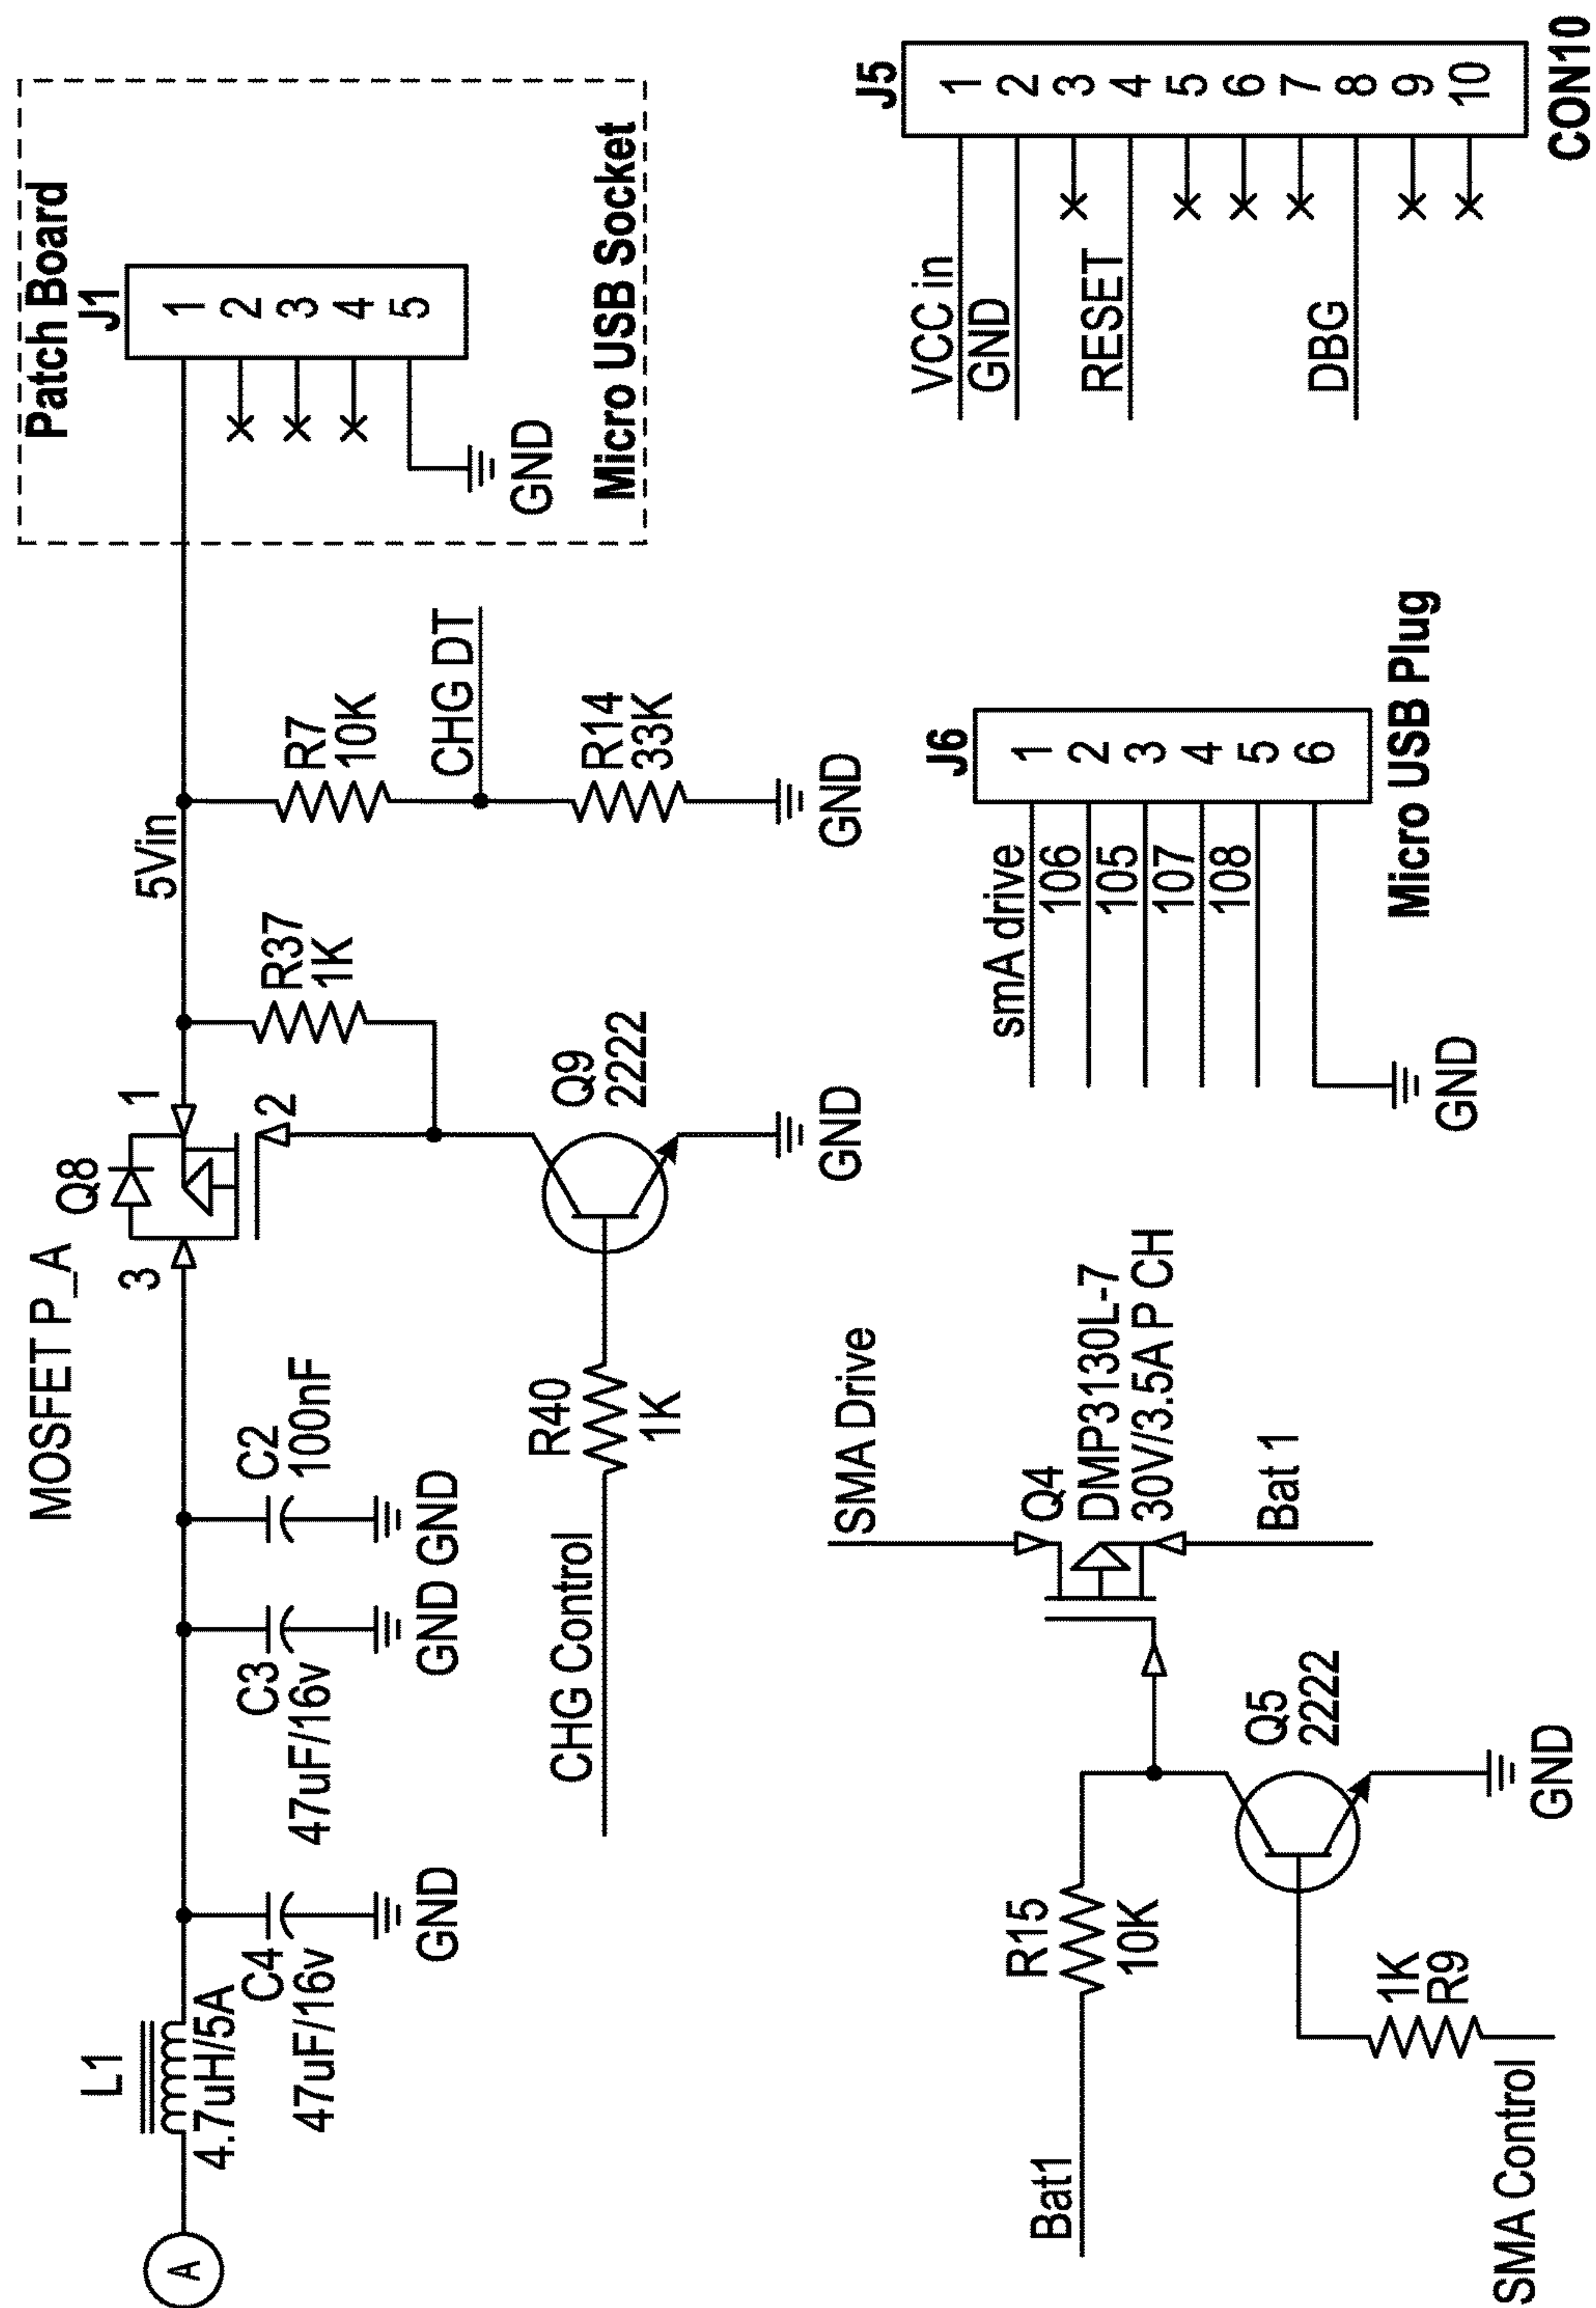 Patch Board
J1
1
2
3
4
5
GND
Micro USB Socket
5Vin
R7
10K
CHG DT
R14
33K
GND
R37
1K
MOSFET P_A
Q8
1
2
3
Q9
2222
GND
R40
1K
CHG Control
C2
100nF
GND
C3
47uF/16v
GND
C4
47uF/16v
GND
L1
4.7uH/5A
A
J5
1
2
3
4
5
6
7
8
9
10
CON10
VCC in
GND
RESET
DBG
J6
1
2
3
4
5
6
Micro USB Plug
smA drive
106
105
107
108
GND
SMA Drive
Q4
DMP3130L-7
30V/3.5A P CH
Bat 1
Q5
2222
GND
R15
10K
Bat1
1K
R9
SMA Control